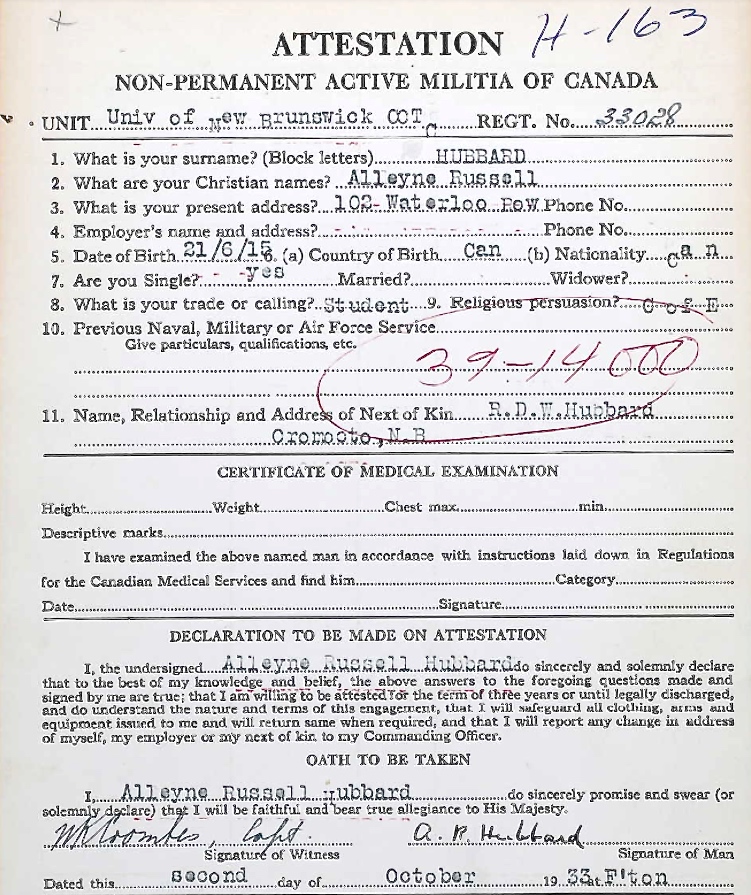 H-163
ATTESTATION
NON-PERMANENT ACTIVE MILITIA OF CANADA
UNIT Univ of New Brunswick COTC REGT. No. 33028
1. What is your surname? (Block letters) HUBBARD
2. What are your Christian names? Alleyne Russell
3. What is your present address? 102- Waterloo Row Phone No.
4. Employer's name and address? Phone No.
5. Date of Birth 21/6/15 6. (a) Country of Birth Can (b) Nationality Can
7. Are you Single? yes Married? Widower?
8. What is your trade or calling? Student 9. Religious persuasion? C of E
10. Previous Naval, Military or Air Force Service
Give particulars, qualifications, etc.
39-14000
11. Name, Relationship and Address of Next of Kin R.D.W.Hubbard
Cromoto,N.B
CERTIFICATE OF MEDICAL EXAMINATION
Height Weight Chest max. min.
Descriptive marks
I have examined the above named man in accordance with instructions laid down in Regulations
for the Canadian Medical Services and find him Category
Date Signature
DECLARATION TO BE MADE ON ATTESTATION
I, the undersigned Alleyne Russell Hubbard do sincerely and solemnly declare
that to the best of my knowledge and belief, the above answers to the foregoing questions made and
signed by me are true; that I am willing to be attested for the term of three years or until legally discharged,
and do understand the nature and terms of this engagement, that I will safeguard all clothing, arms and
equipment issued to me and will return same when required, and that I will report any change in address
of myself, my employer or my next of kin to my Commanding Officer.
OATH TO BE TAKEN
I, Alleyne Russell Hubbard do sincerely promise and swear (or
solemnly declare) that I will be faithful and bear true allegiance to His Majesty.
Coombes, Capt. A. R. Hubbard
Signature of Witness Signature of Man
Dated this second day of October 1933 at F'ton